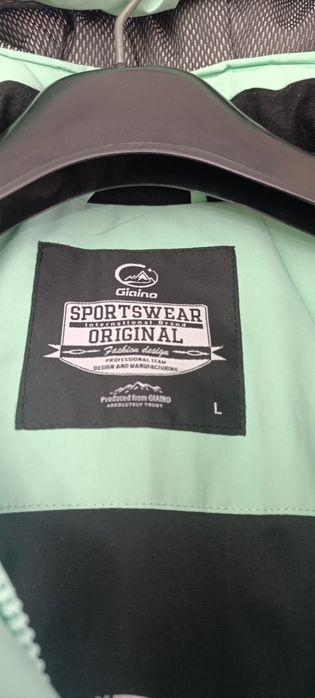 Giaino
SPORTSWEAR
International Brand
ORIGINAL
Fashion design
PROFESSIONAL TEAM
DESIGN AND MANUFACTURING
Produced from GIAINO
ABSOLUTELY TRUST
L